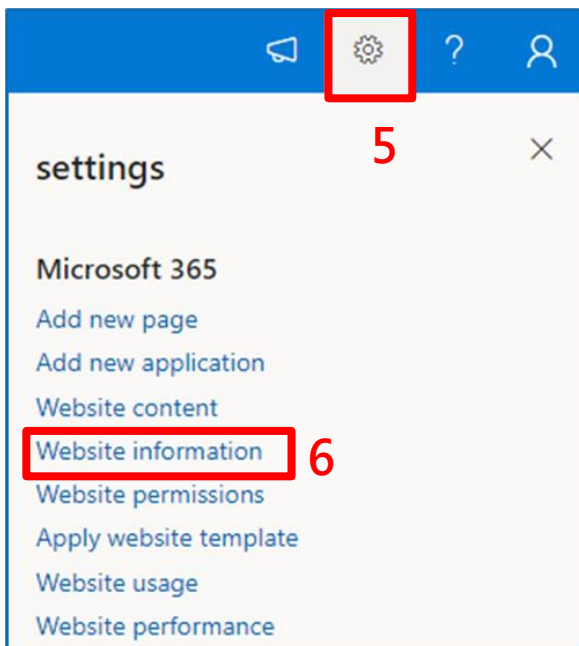 ?
5
settings
Microsoft 365
Add new page
Add new application
Website content
Website information
6
Website permissions
Apply website template
Website usage
Website performance